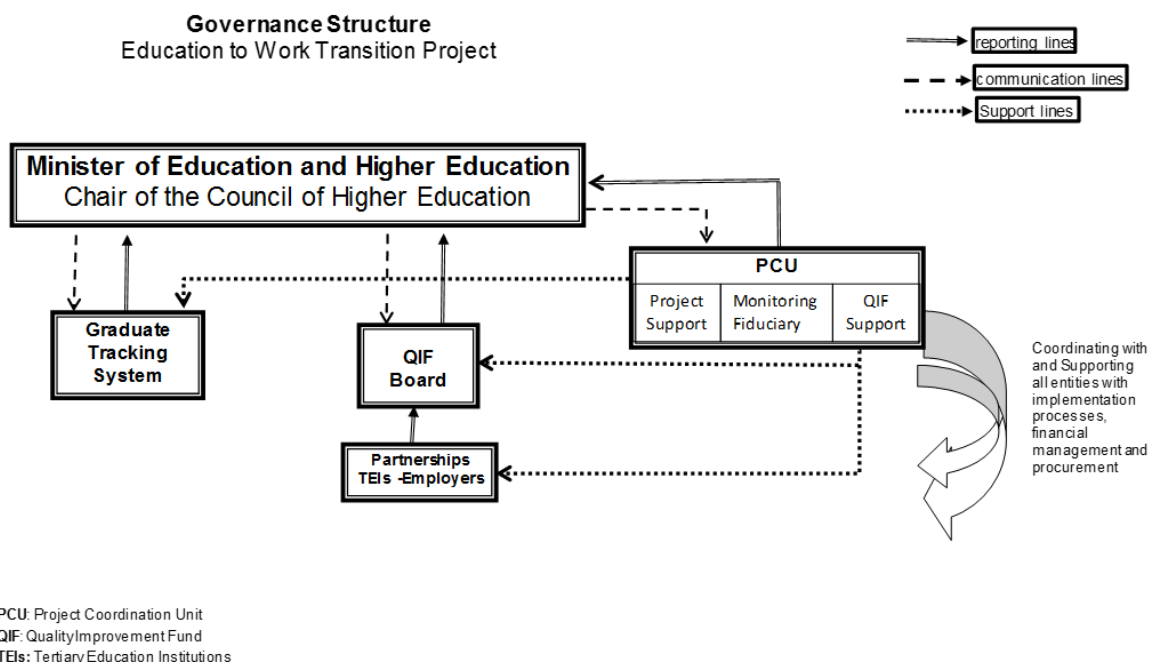 Governance Structure
Education to Work Transition Project
reporting lines
communication lines
Support lines
Minister of Education and Higher Education
Chair of the Council of Higher Education
PCU
Project
Support
Monitoring
Fiduciary
QIF
Support
Graduate
Tracking
System
QIF
Board
Partnerships
TEIs -Employers
Coordinating with
and Supporting
all entities with
implementation
processes,
financial
management and
procurement
PCU: Project Coordination Unit
QIF: Quality Improvement Fund
TEIs: Tertiary Education Institutions